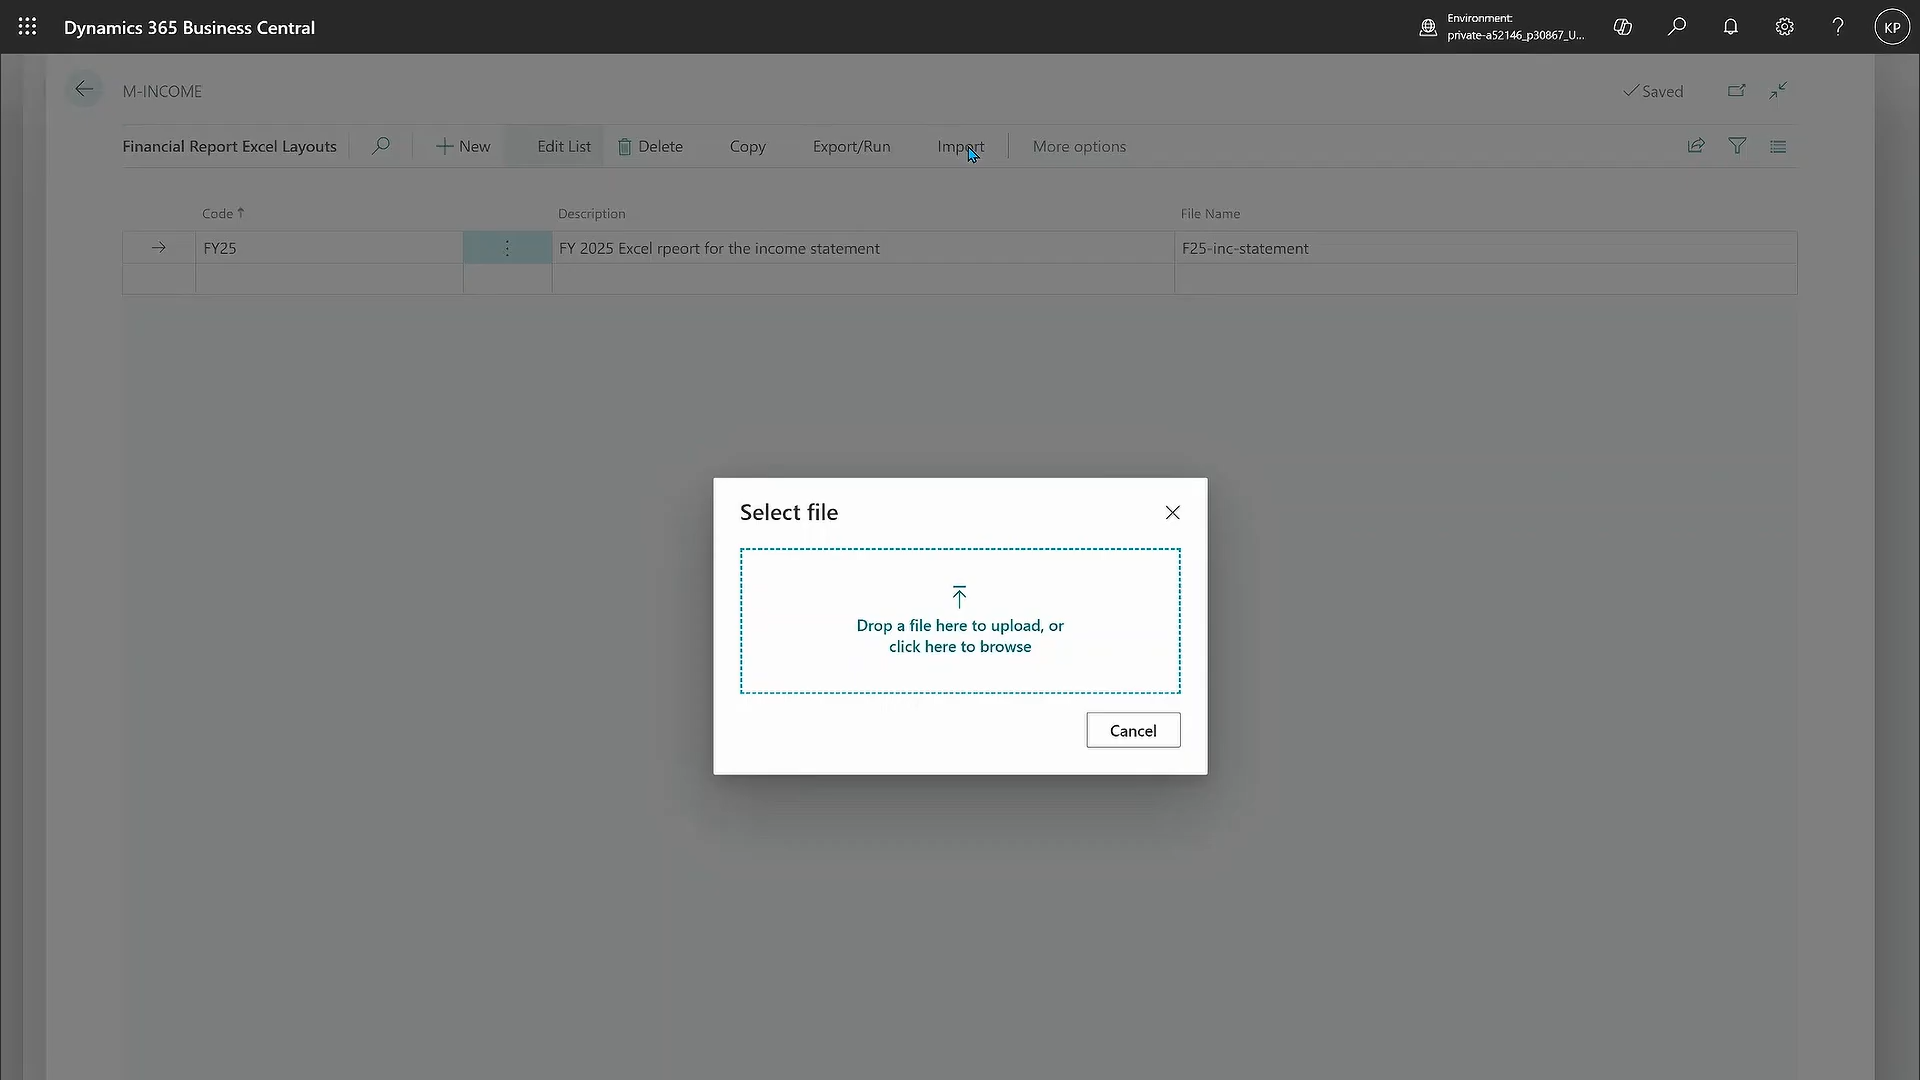 Dynamics 365 Business Central
Environment:
private-a52146_p30867_U...
KP
M-INCOME
Saved
Financial Report Excel Layouts
New
Edit List
Delete
Copy
Export/Run
Import
More options
Code
Description
File Name
FY25
FY 2025 Excel rpeort for the income statement
F25-inc-statement
Select file
Drop a file here to upload, or
click here to browse
Cancel